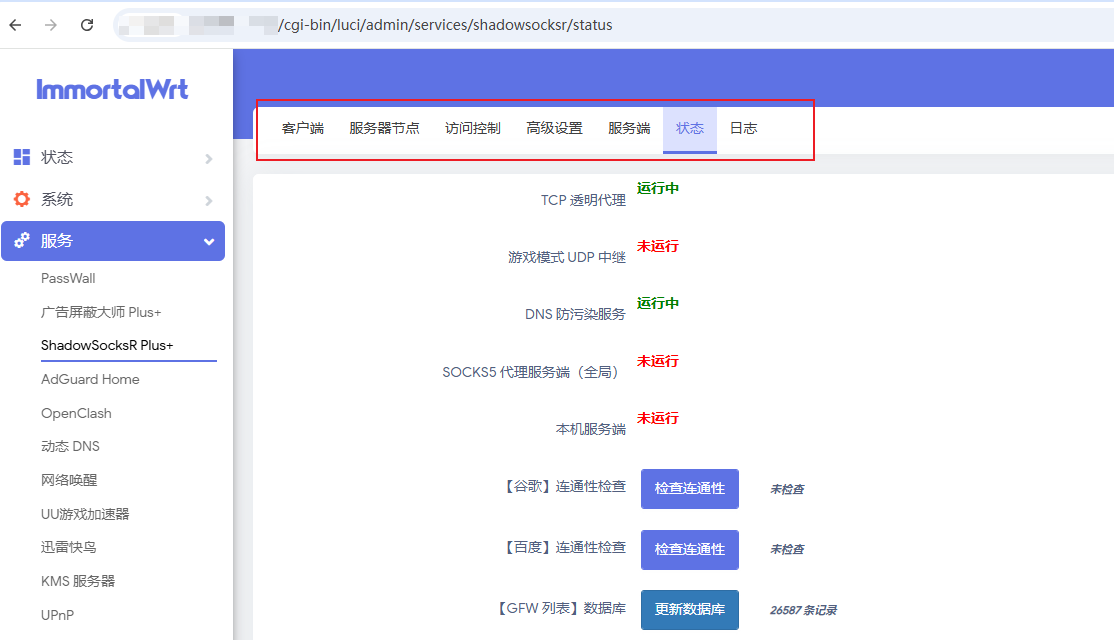 /cgi-bin/luci/admin/services/shadowsocksr/status
ImmortalWrt
状态
系统
服务
PassWall
广告屏蔽大师 Plus+
ShadowSocksR Plus+
AdGuard Home
OpenClash
动态 DNS
网络唤醒
UU游戏加速器
迅雷快鸟
KMS 服务器
UPnP
客户端 服务器节点 访问控制 高级设置 服务端 状态 日志
TCP 透明代理 运行中
游戏模式 UDP 中继 未运行
DNS 防污染服务 运行中
SOCKS5 代理服务端（全局） 未运行
本机服务端 未运行
【谷歌】连通性检查 检查连通性 未检查
【百度】连通性检查 检查连通性 未检查
【GFW 列表】数据库 更新数据库 26587 条记录